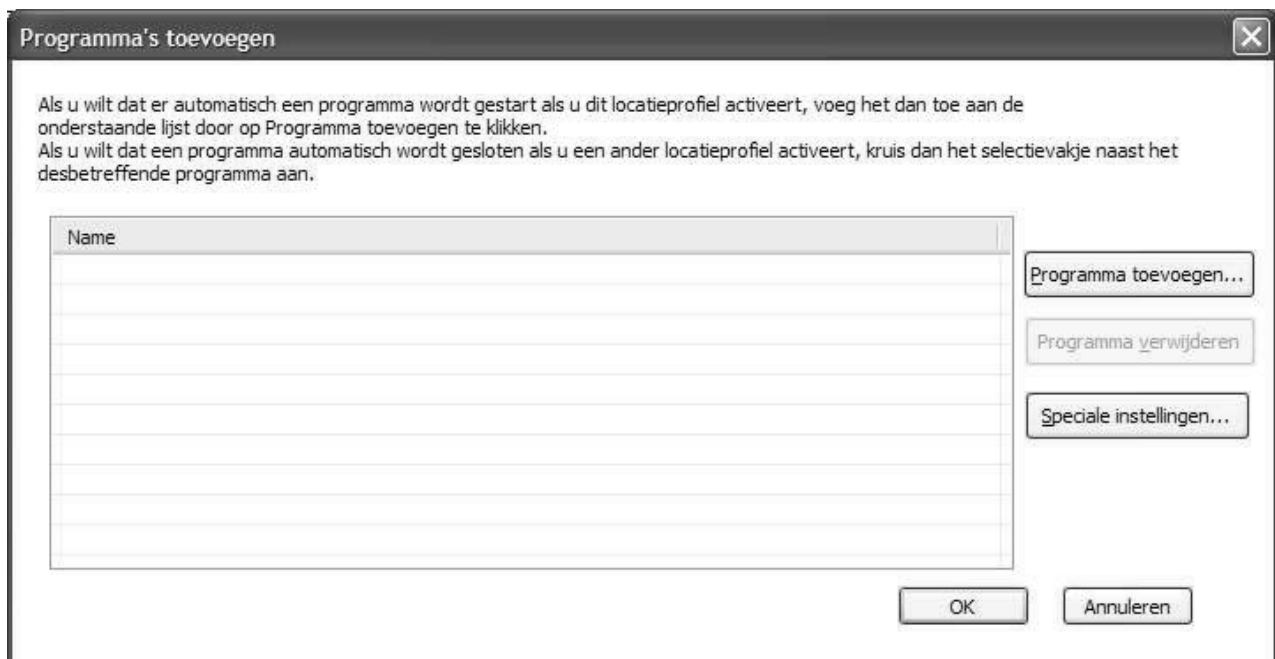 Programma's toevoegen
Als u wilt dat er automatisch een programma wordt gestart als u dit locatieprofiel activeert, voeg het dan toe aan de
onderstaande lijst door op Programma toevoegen te klikken.
Als u wilt dat een programma automatisch wordt gesloten als u een ander locatieprofiel activeert, kruis dan het selectievakje naast het
desbetreffende programma aan.
Name
Programma toevoegen...
Programma verwijderen
Speciale instellingen...
OK
Annuleren